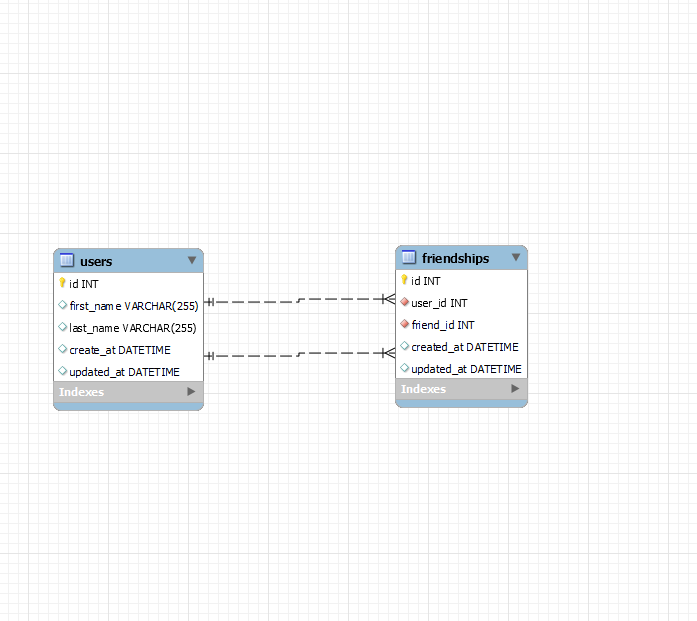 users
id INT
first_name VARCHAR(255)
last_name VARCHAR(255)
create_at DATETIME
updated_at DATETIME
Indexes
friendships
id INT
user_id INT
friend_id INT
created_at DATETIME
updated_at DATETIME
Indexes